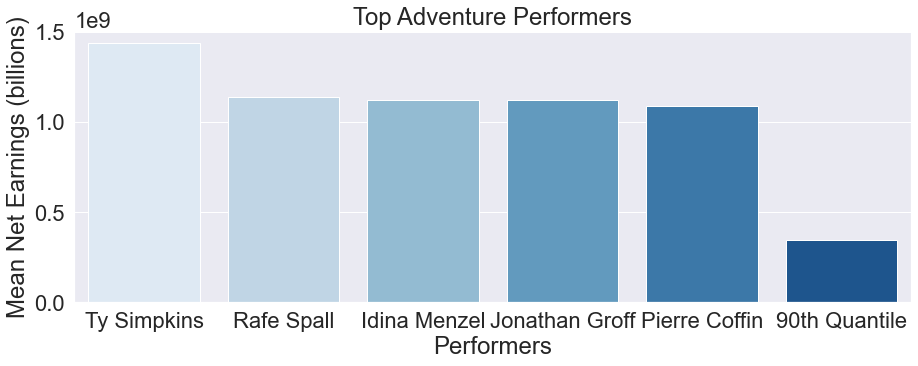 Top Adventure Performers
1e9
Mean Net Earnings (billions)
1.5
1.0
0.5
0.0
Ty Simpkins Rafe Spall Idina Menzel Jonathan Groff Pierre Coffin 90th Quantile
Performers